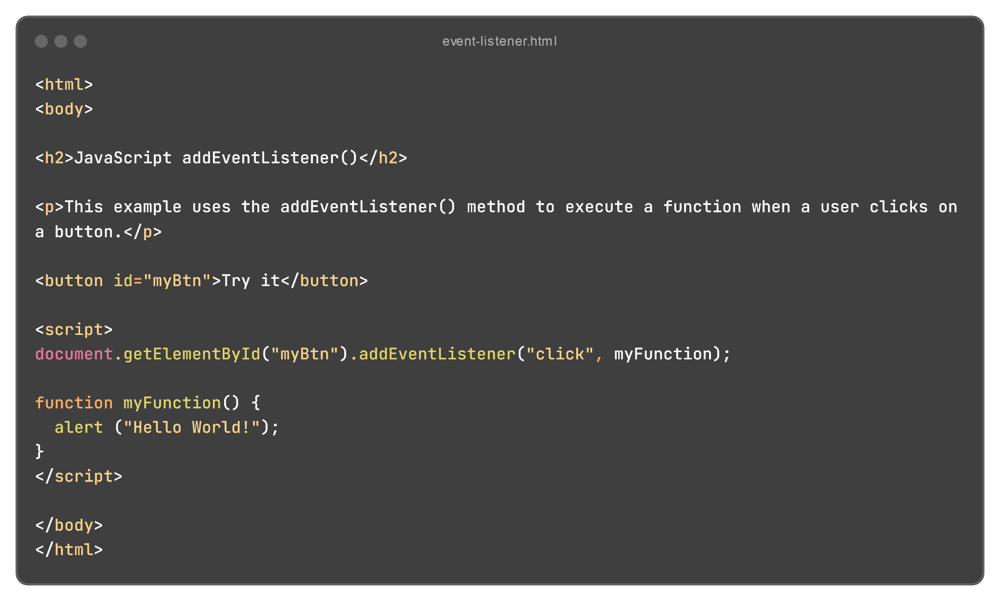 event-listener.html
<html>
<body>
<h2>JavaScript addEventListener()</h2>
<p>This example uses the addEventListener() method to execute a function when a user clicks on
a button.</p>
<button id="myBtn">Try it</button>
<script>
document.getElementById("myBtn").addEventListener("click", myFunction);
function myFunction() {
  alert ("Hello World!");
}
</script>
</body>
</html>